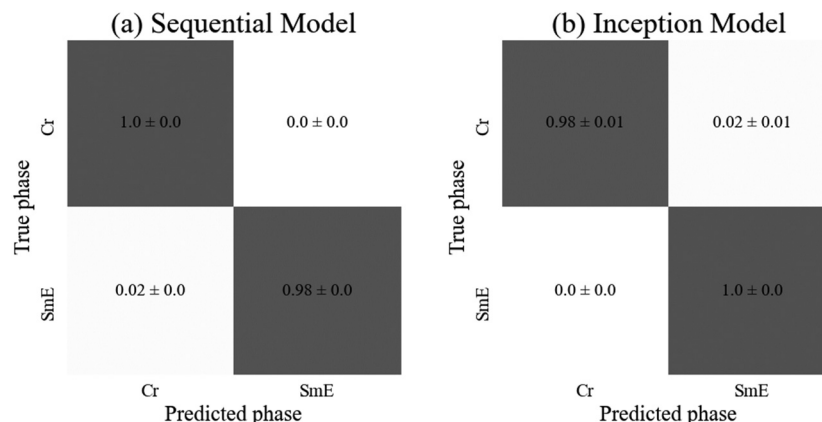 (a) Sequential Model
Cr
1.0 ± 0.0
0.0 ± 0.0
True phase
SmE
0.02 ± 0.0
0.98 ± 0.0
Cr
SmE
Predicted phase
(b) Inception Model
Cr
0.98 ± 0.01
0.02 ± 0.01
True phase
SmE
0.0 ± 0.0
1.0 ± 0.0
Cr
SmE
Predicted phase